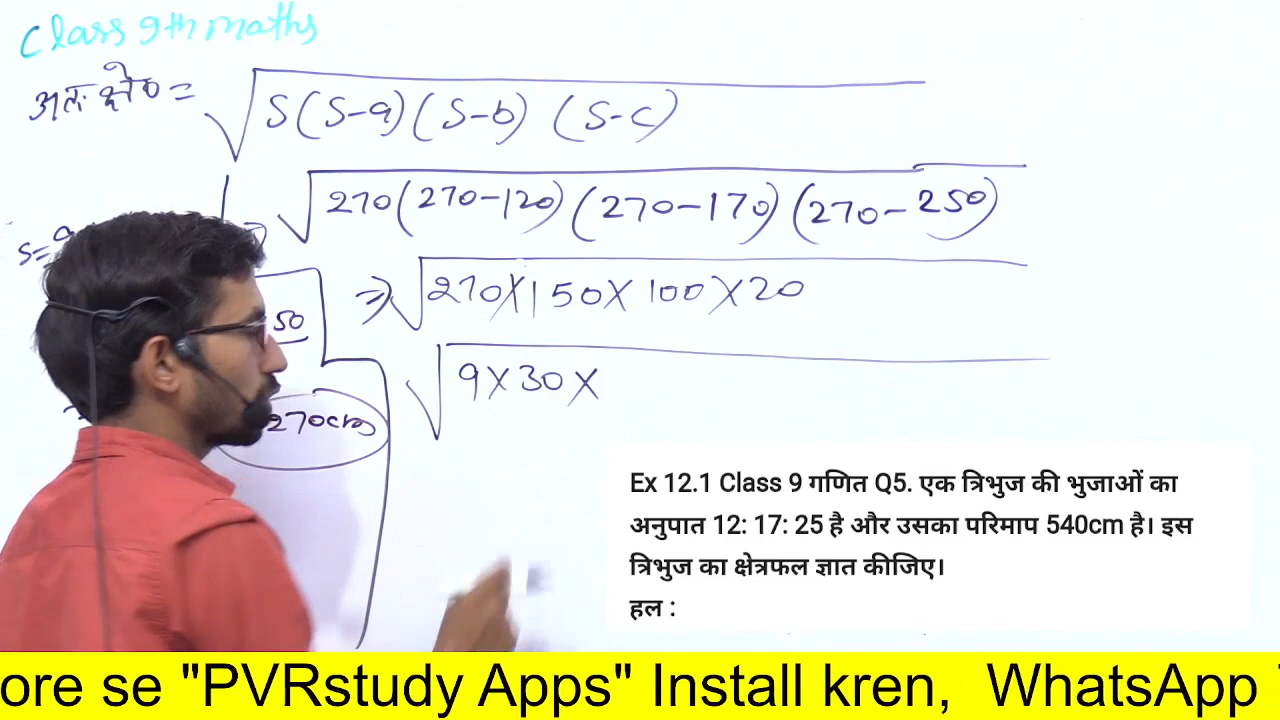 Class 9th maths
अतः क्षे० = √S(S-a)(S-b) (S-c)
√270(270-120)(270-170)(270-250)
s=
⇒ √270×150×100×20
50
√9×30×
270cm
Ex 12.1 Class 9 गणित Q5. एक त्रिभुज की भुजाओं का
अनुपात 12: 17: 25 है और उसका परिमाप 540cm है। इस
त्रिभुज का क्षेत्रफल ज्ञात कीजिए।
हल :
ore se "PVRstudy Apps" Install kren, WhatsApp